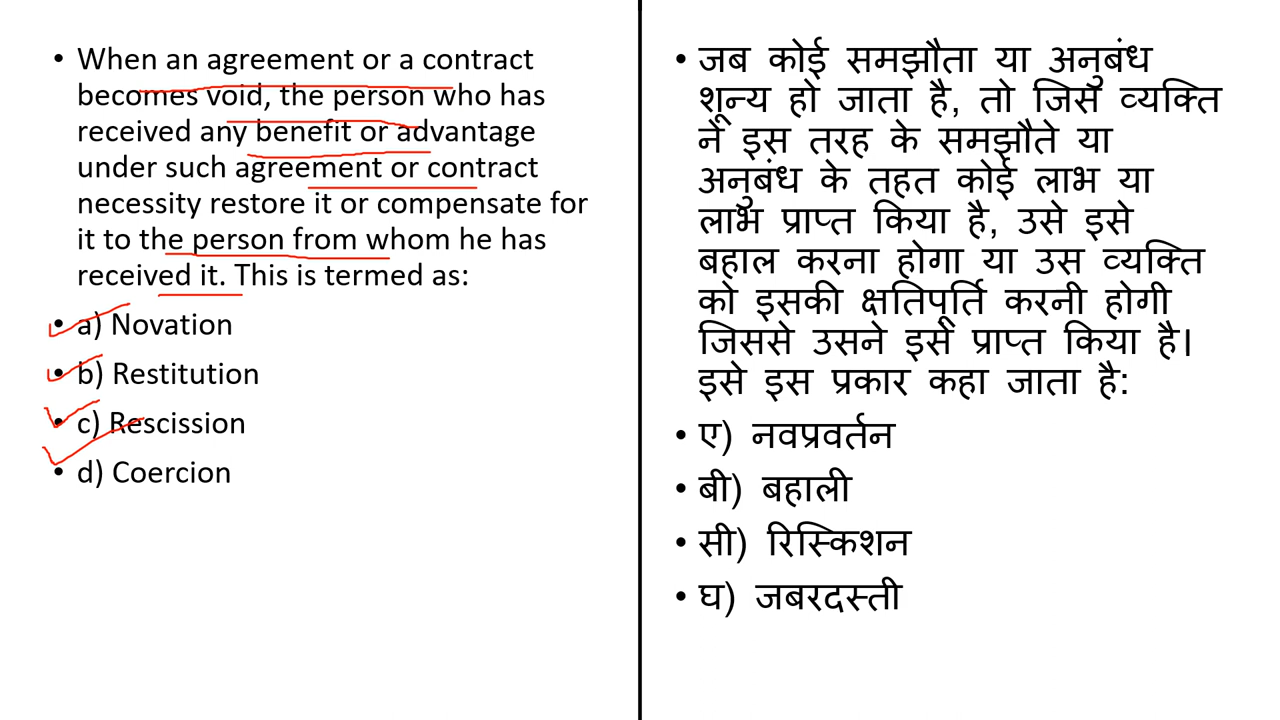 • When an agreement or a contract
becomes void, the person who has
received any benefit or advantage
under such agreement or contract
necessity restore it or compensate for
it to the person from whom he has
received it. This is termed as:
• a) Novation
• b) Restitution
• c) Rescission
• d) Coercion
• जब कोई समझौता या अनुबंध
शून्य हो जाता है, तो जिस व्यक्ति
ने इस तरह के समझौते या
अनुबंध के तहत कोई लाभ या
लाभ प्राप्त किया है, उसे इसे
बहाल करना होगा या उस व्यक्ति
को इसकी क्षतिपूर्ति करनी होगी
जिससे उसने इसे प्राप्त किया है।
इसे इस प्रकार कहा जाता है:
• ए) नवप्रवर्तन
• बी) बहाली
• सी) रिस्किशन
• घ) जबरदस्ती